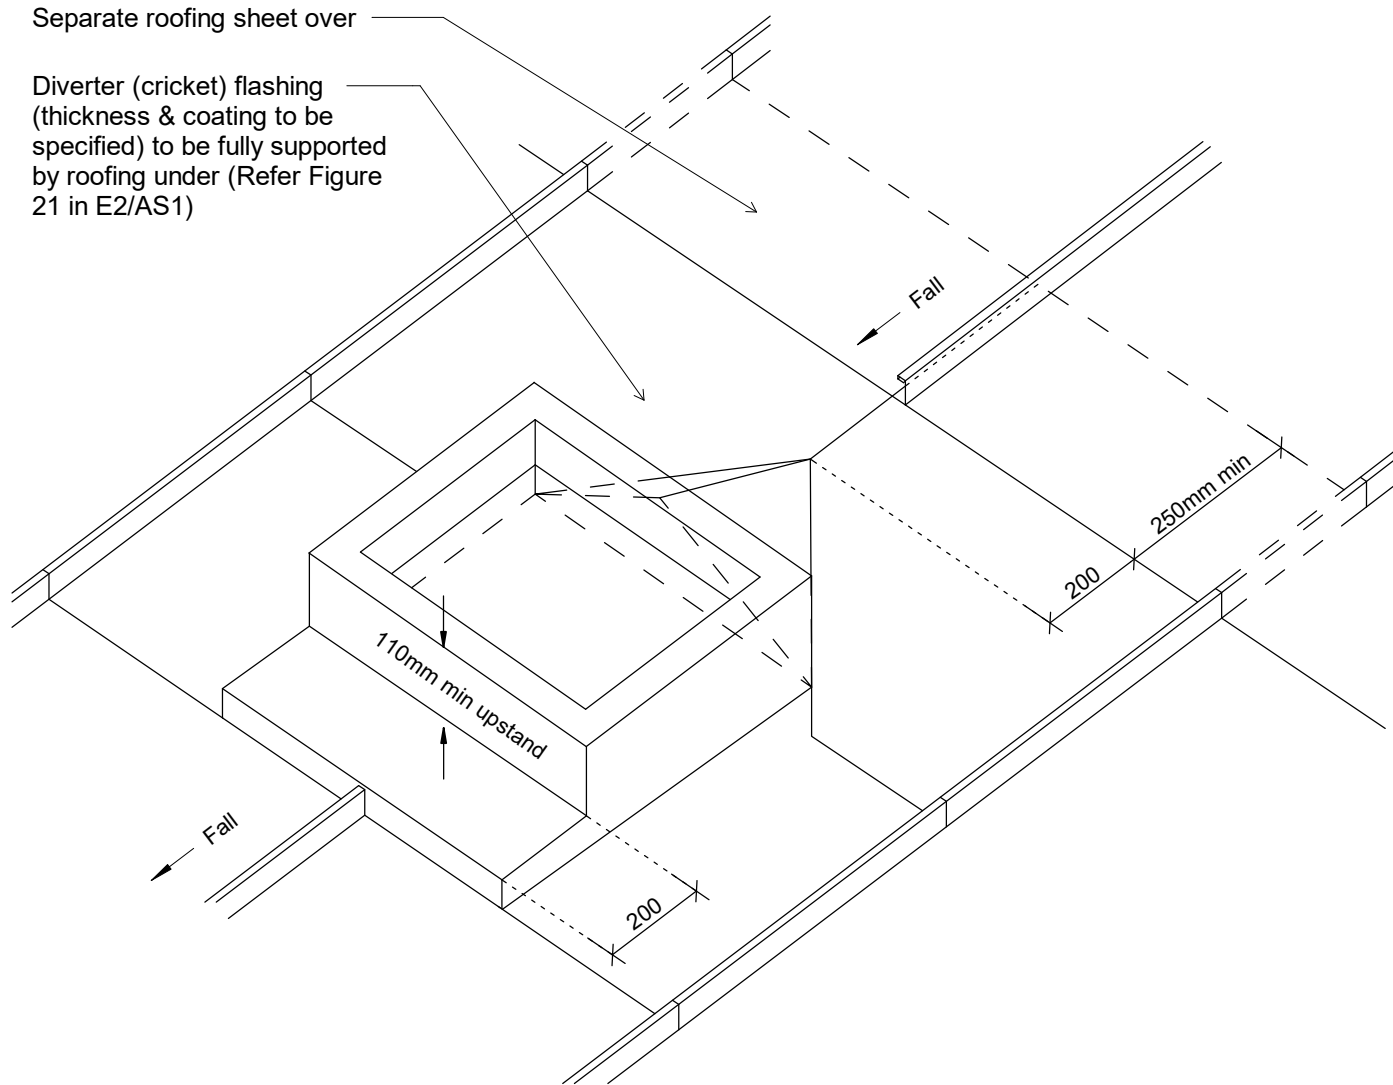 Separate roofing sheet over
Diverter (cricket) flashing
(thickness & coating to be
specified) to be fully supported
by roofing under (Refer Figure
21 in E2/AS1)
Fall
250mm min
200
110mm min upstand
Fall
200